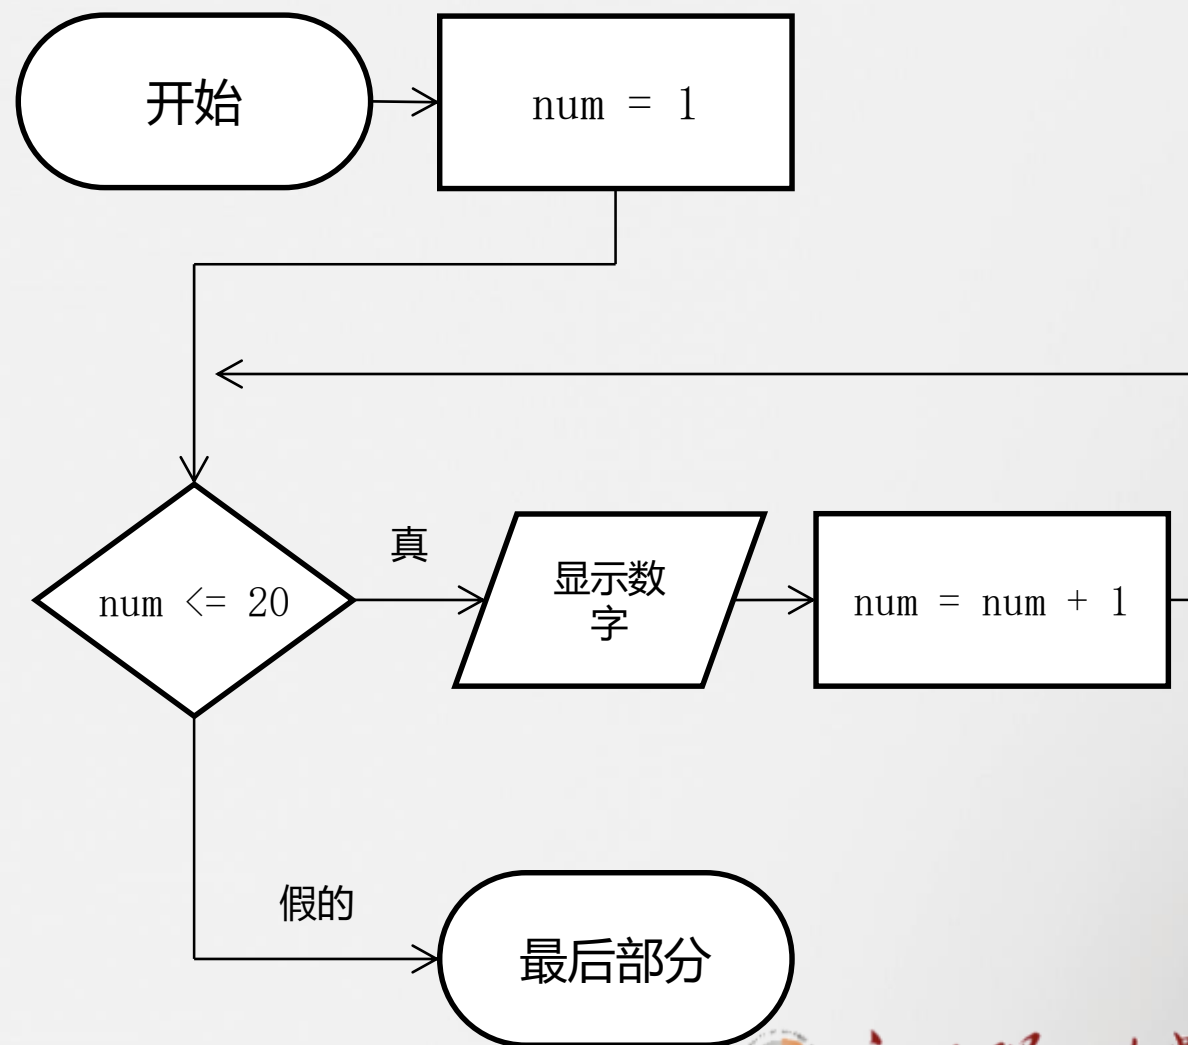 开始
num = 1
真
num <= 20
显示数
字
num = num + 1
假的
最后部分